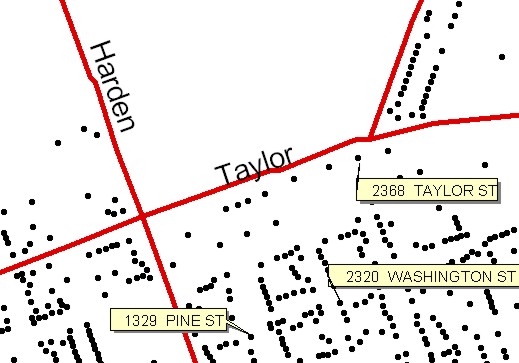 Harden
Taylor
2368 TAYLOR ST
2320 WASHINGTON ST
1329 PINE ST